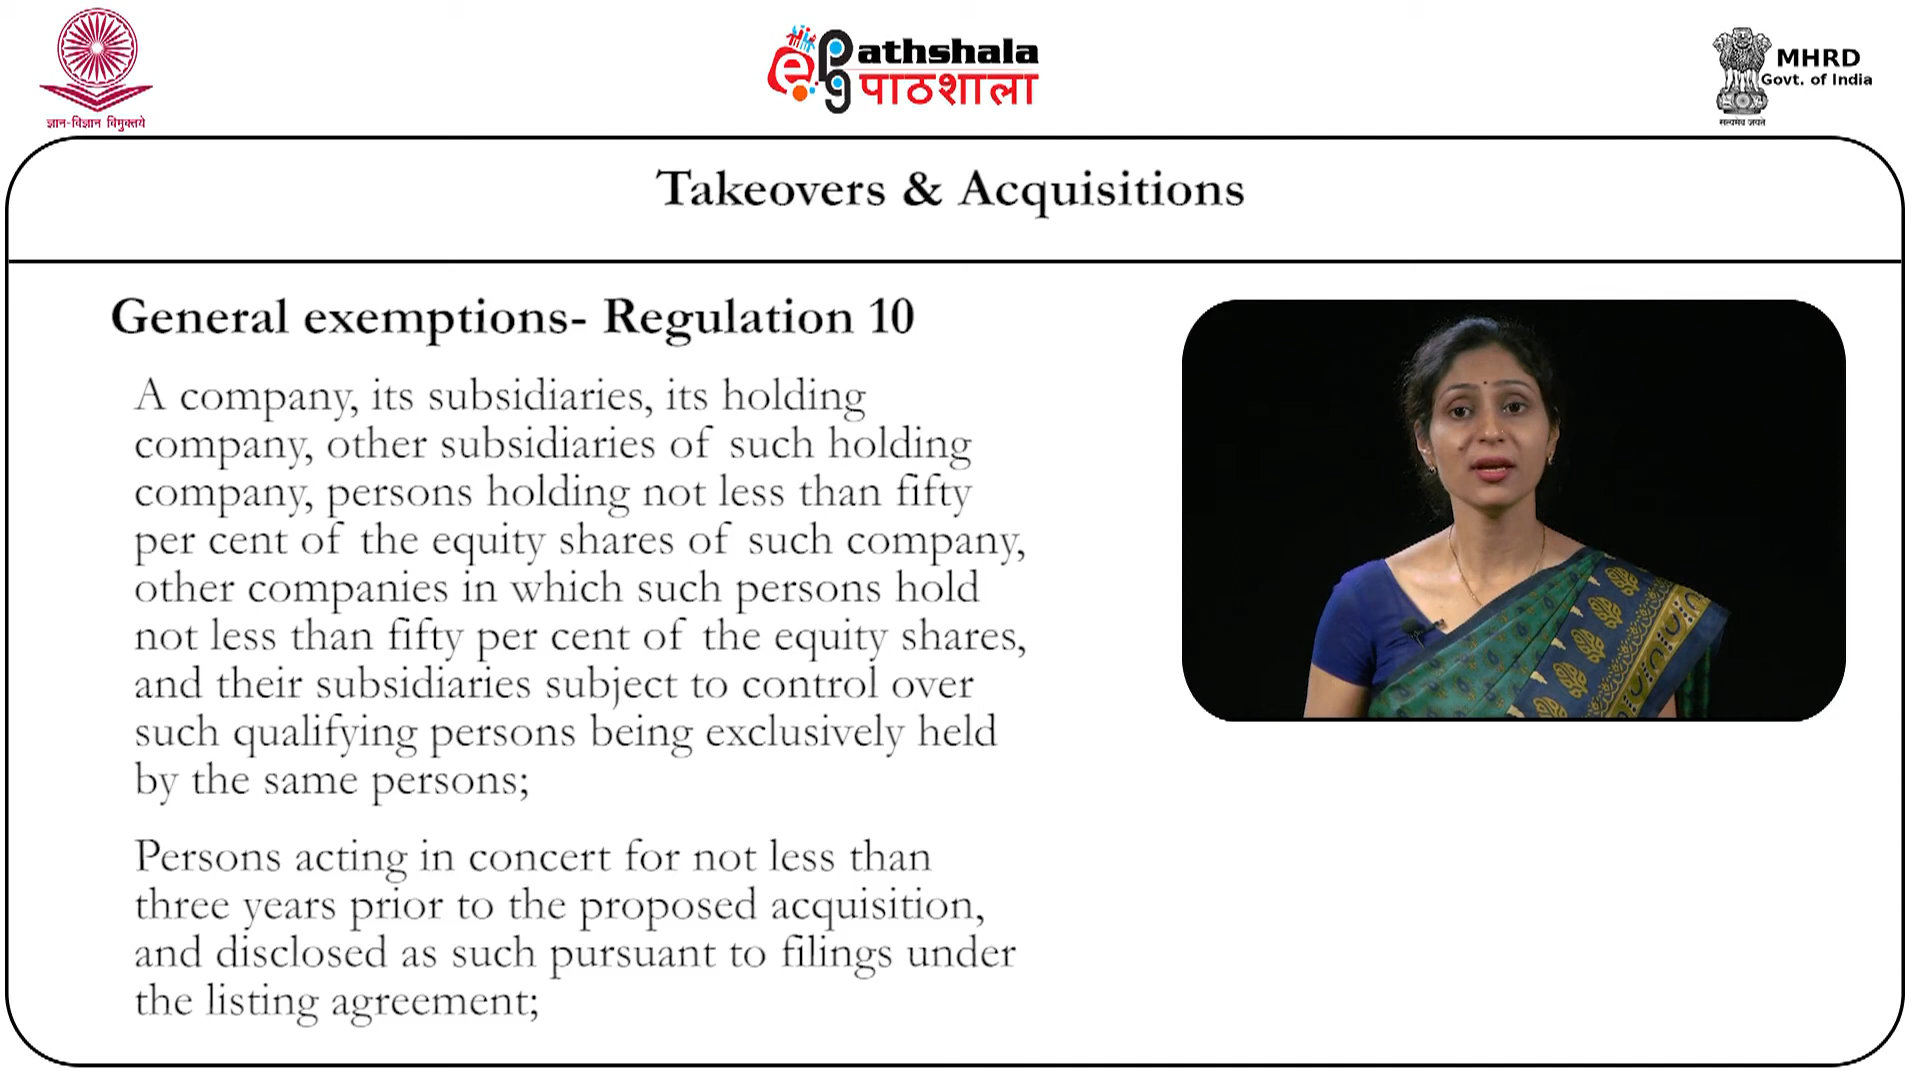 ज्ञान-विज्ञान विमुक्तये
ePg athshala
पाठशाला
MHRD
Govt. of India
सत्यमेव जयते
Takeovers & Acquisitions
General exemptions- Regulation 10
A company, its subsidiaries, its holding
company, other subsidiaries of such holding
company, persons holding not less than fifty
per cent of the equity shares of such company,
other companies in which such persons hold
not less than fifty per cent of the equity shares,
and their subsidiaries subject to control over
such qualifying persons being exclusively held
by the same persons;
Persons acting in concert for not less than
three years prior to the proposed acquisition,
and disclosed as such pursuant to filings under
the listing agreement;